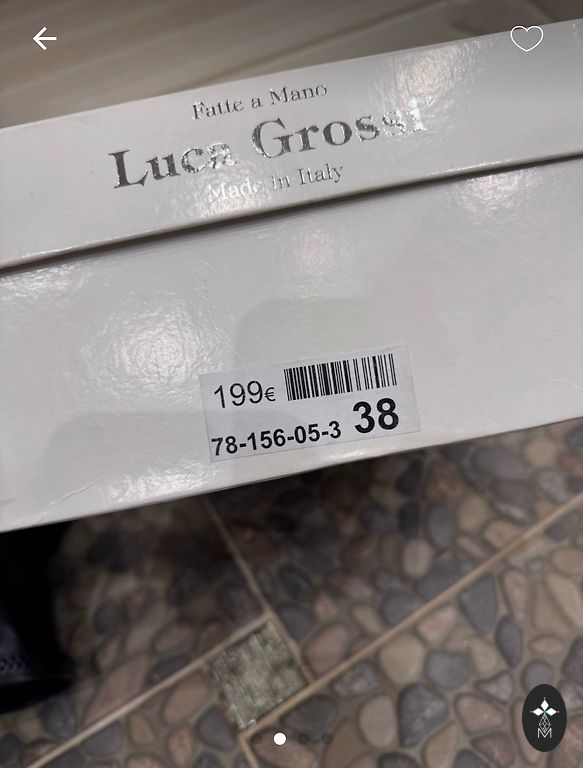 Fatte a Mano
Luca Grossi
Made in Italy
199€
78-156-05-3 38
M